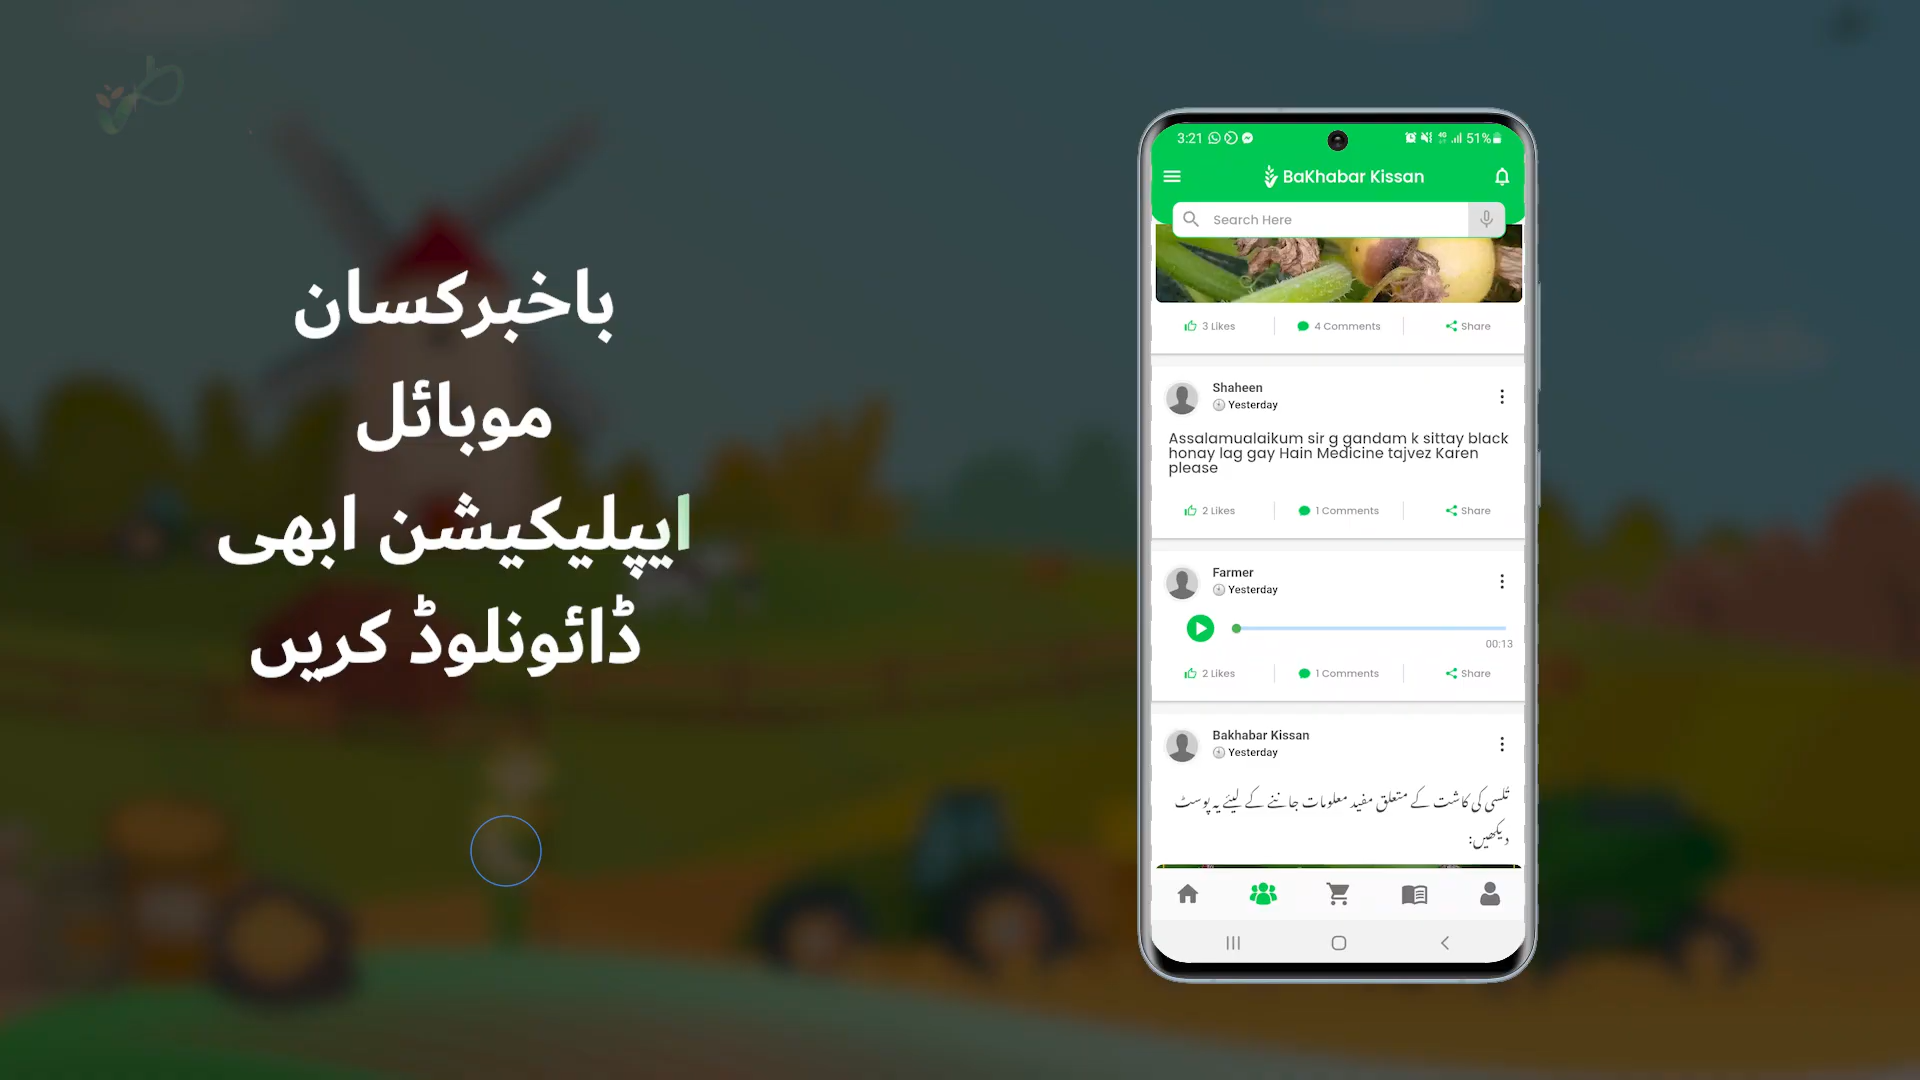 باخبرکسان
موبائل
ایپلیکیشن ابھی
ڈائونلوڈ کریں
3:21
4G
51%
BaKhabar Kissan
Search Here
3 Likes
4 Comments
Share
Shaheen
Yesterday
Assalamualaikum sir g gandam k sittay black
honay lag gay Hain Medicine tajvez Karen
please
2 Likes
1 Comments
Share
Farmer
Yesterday
00:13
2 Likes
1 Comments
Share
Bakhabar Kissan
Yesterday
تُلسی کی کاشت کے متعلق مفید معلومات جاننے کے لیئے یہ پوسٹ
دیکھیں: